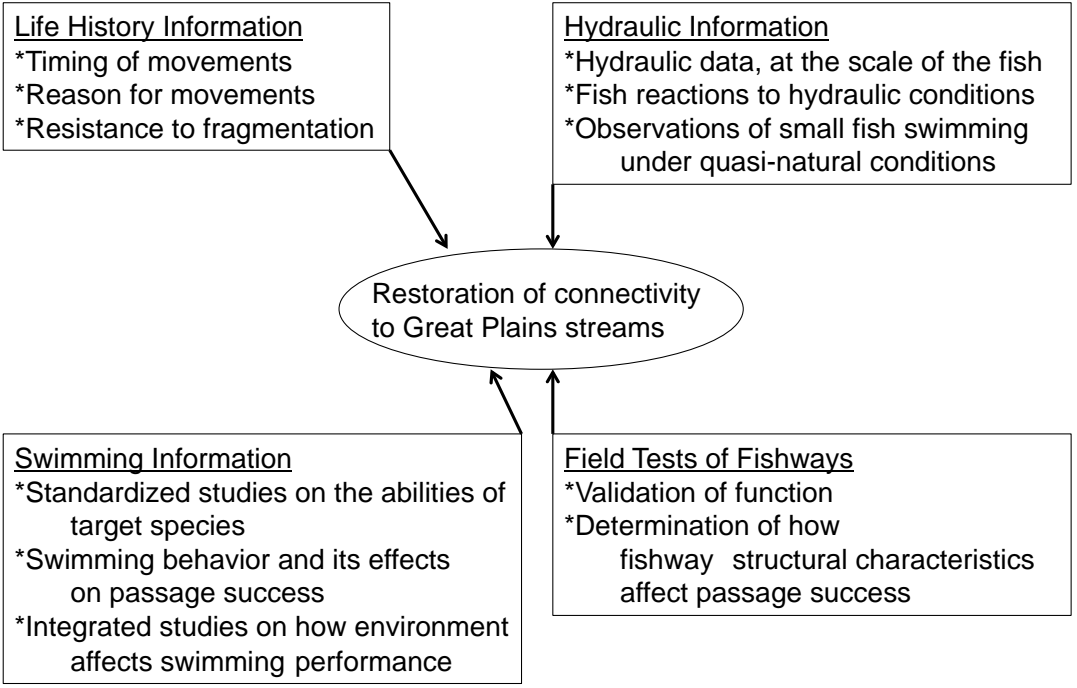 Life History Information
*Timing of movements
*Reason for movements
*Resistance to fragmentation
Hydraulic Information
*Hydraulic data, at the scale of the fish
*Fish reactions to hydraulic conditions
*Observations of small fish swimming
under quasi-natural conditions
Restoration of connectivity
to Great Plains streams
Swimming Information
*Standardized studies on the abilities of
target species
*Swimming behavior and its effects
on passage success
*Integrated studies on how environment
affects swimming performance
Field Tests of Fishways
*Validation of function
*Determination of how
fishway structural characteristics
affect passage success